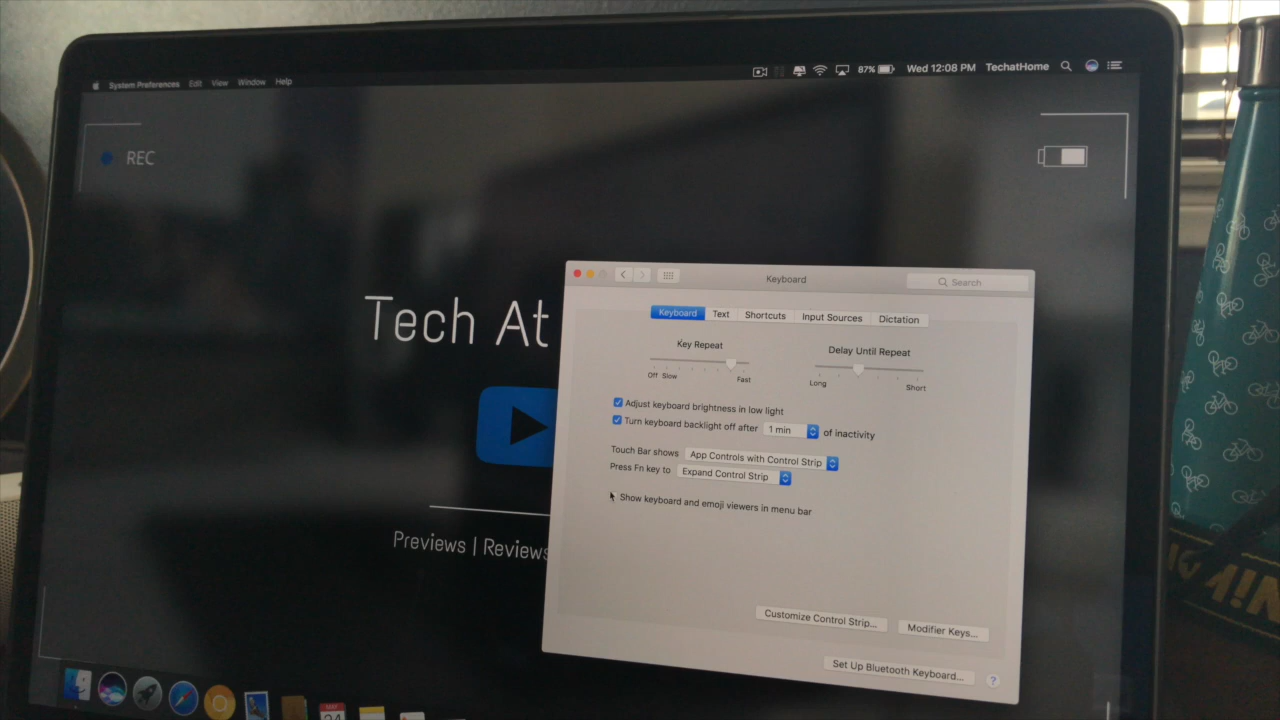 System Preferences Edit View Window Help
87% Wed 12:08 PM TechatHome
REC
Tech At
Previews | Reviews
Keyboard
Search
Keyboard Text Shortcuts Input Sources Dictation
Key Repeat
Off Slow Fast
Delay Until Repeat
Long Short
Adjust keyboard brightness in low light
Turn keyboard backlight off after 1 min of inactivity
Touch Bar shows App Controls with Control Strip
Press Fn key to Expand Control Strip
Show keyboard and emoji viewers in menu bar
Customize Control Strip...
Modifier Keys...
Set Up Bluetooth Keyboard...
?